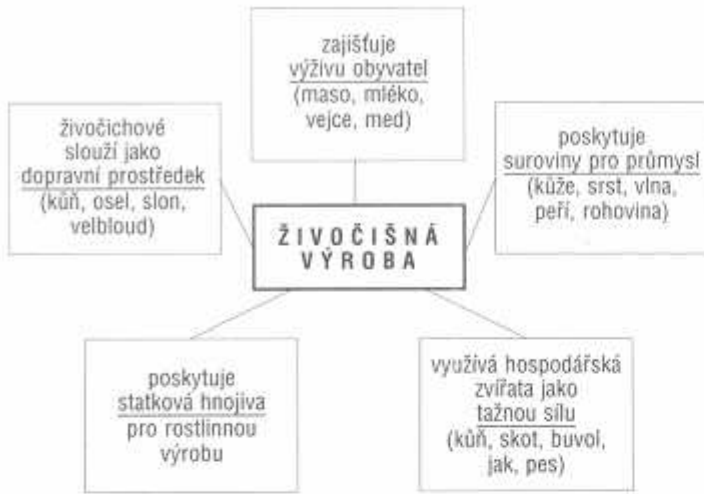 zajišťuje
výživu obyvatel
(maso, mléko,
vejce, med)
živočichové
slouží jako
dopravní prostředek
(kůň, osel, slon,
velbloud)
poskytuje
suroviny pro průmysl
(kůže, srst, vlna,
peří, rohovina)
ŽIVOČIŠNÁ
VÝROBA
poskytuje
statková hnojiva
pro rostlinnou
výrobu
využívá hospodářská
zvířata jako
tažnou sílu
(kůň, skot, buvol,
jak, pes)